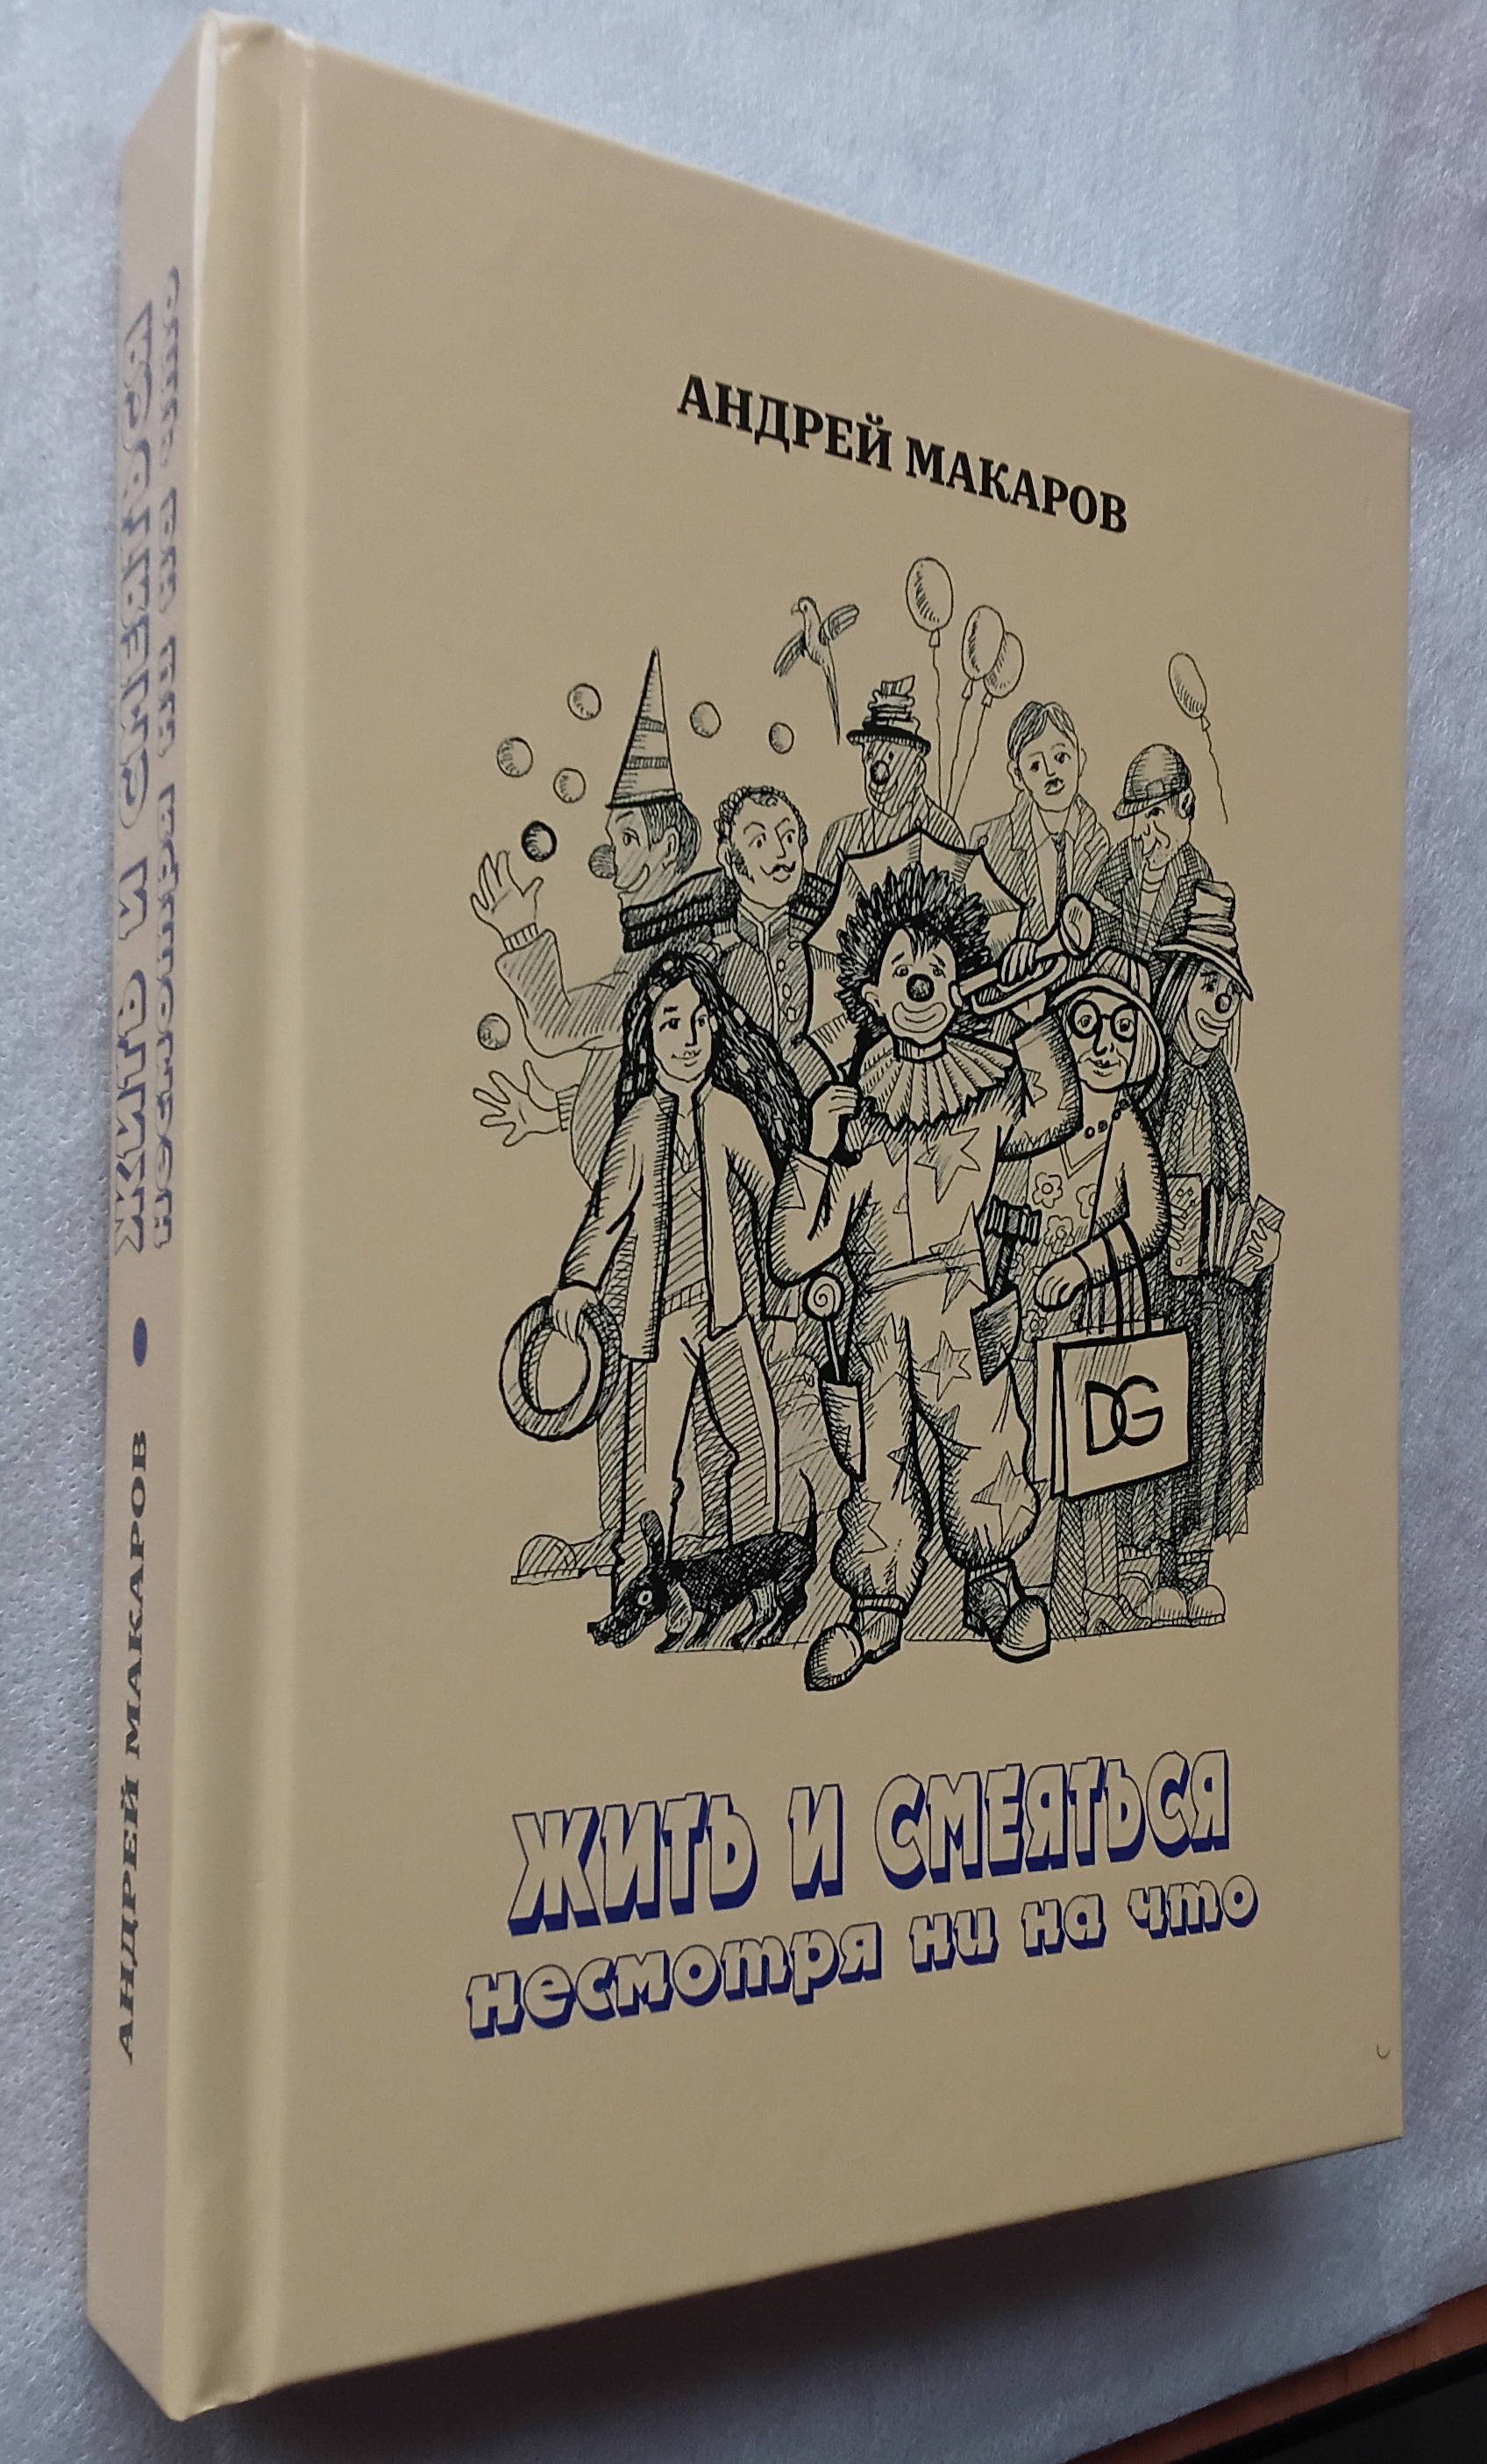 АНДРЕЙ МАКАРОВ
DG
ЖИТЬ И СМЕЯТЬСЯ
несмотря ни на что
АНДРЕЙ МАКАРОВ • ЖИТЬ И СМЕЯТЬСЯ
несмотря ни на что